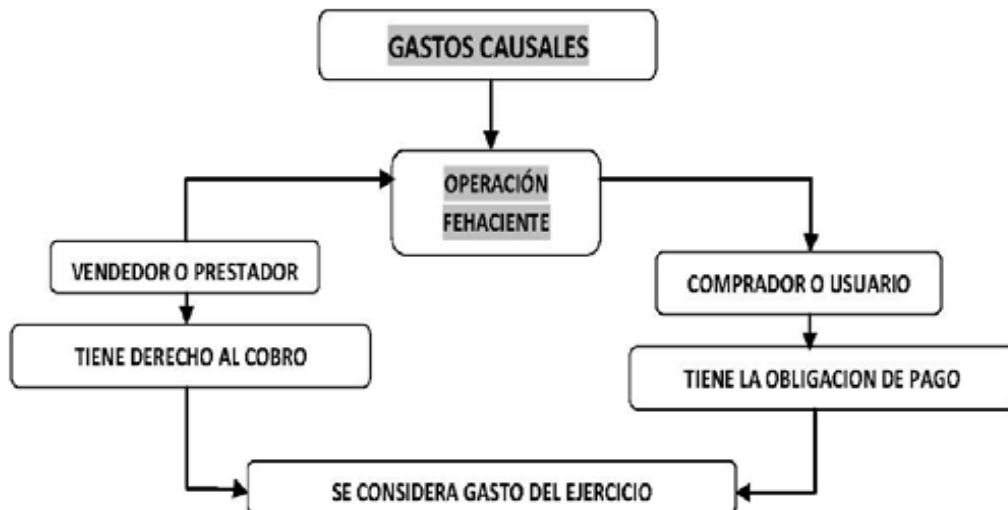 GASTOS CAUSALES
OPERACIÓN
FEHACIENTE
VENDEDOR O PRESTADOR
COMPRADOR O USUARIO
TIENE DERECHO AL COBRO
TIENE LA OBLIGACION DE PAGO
SE CONSIDERA GASTO DEL EJERCICIO